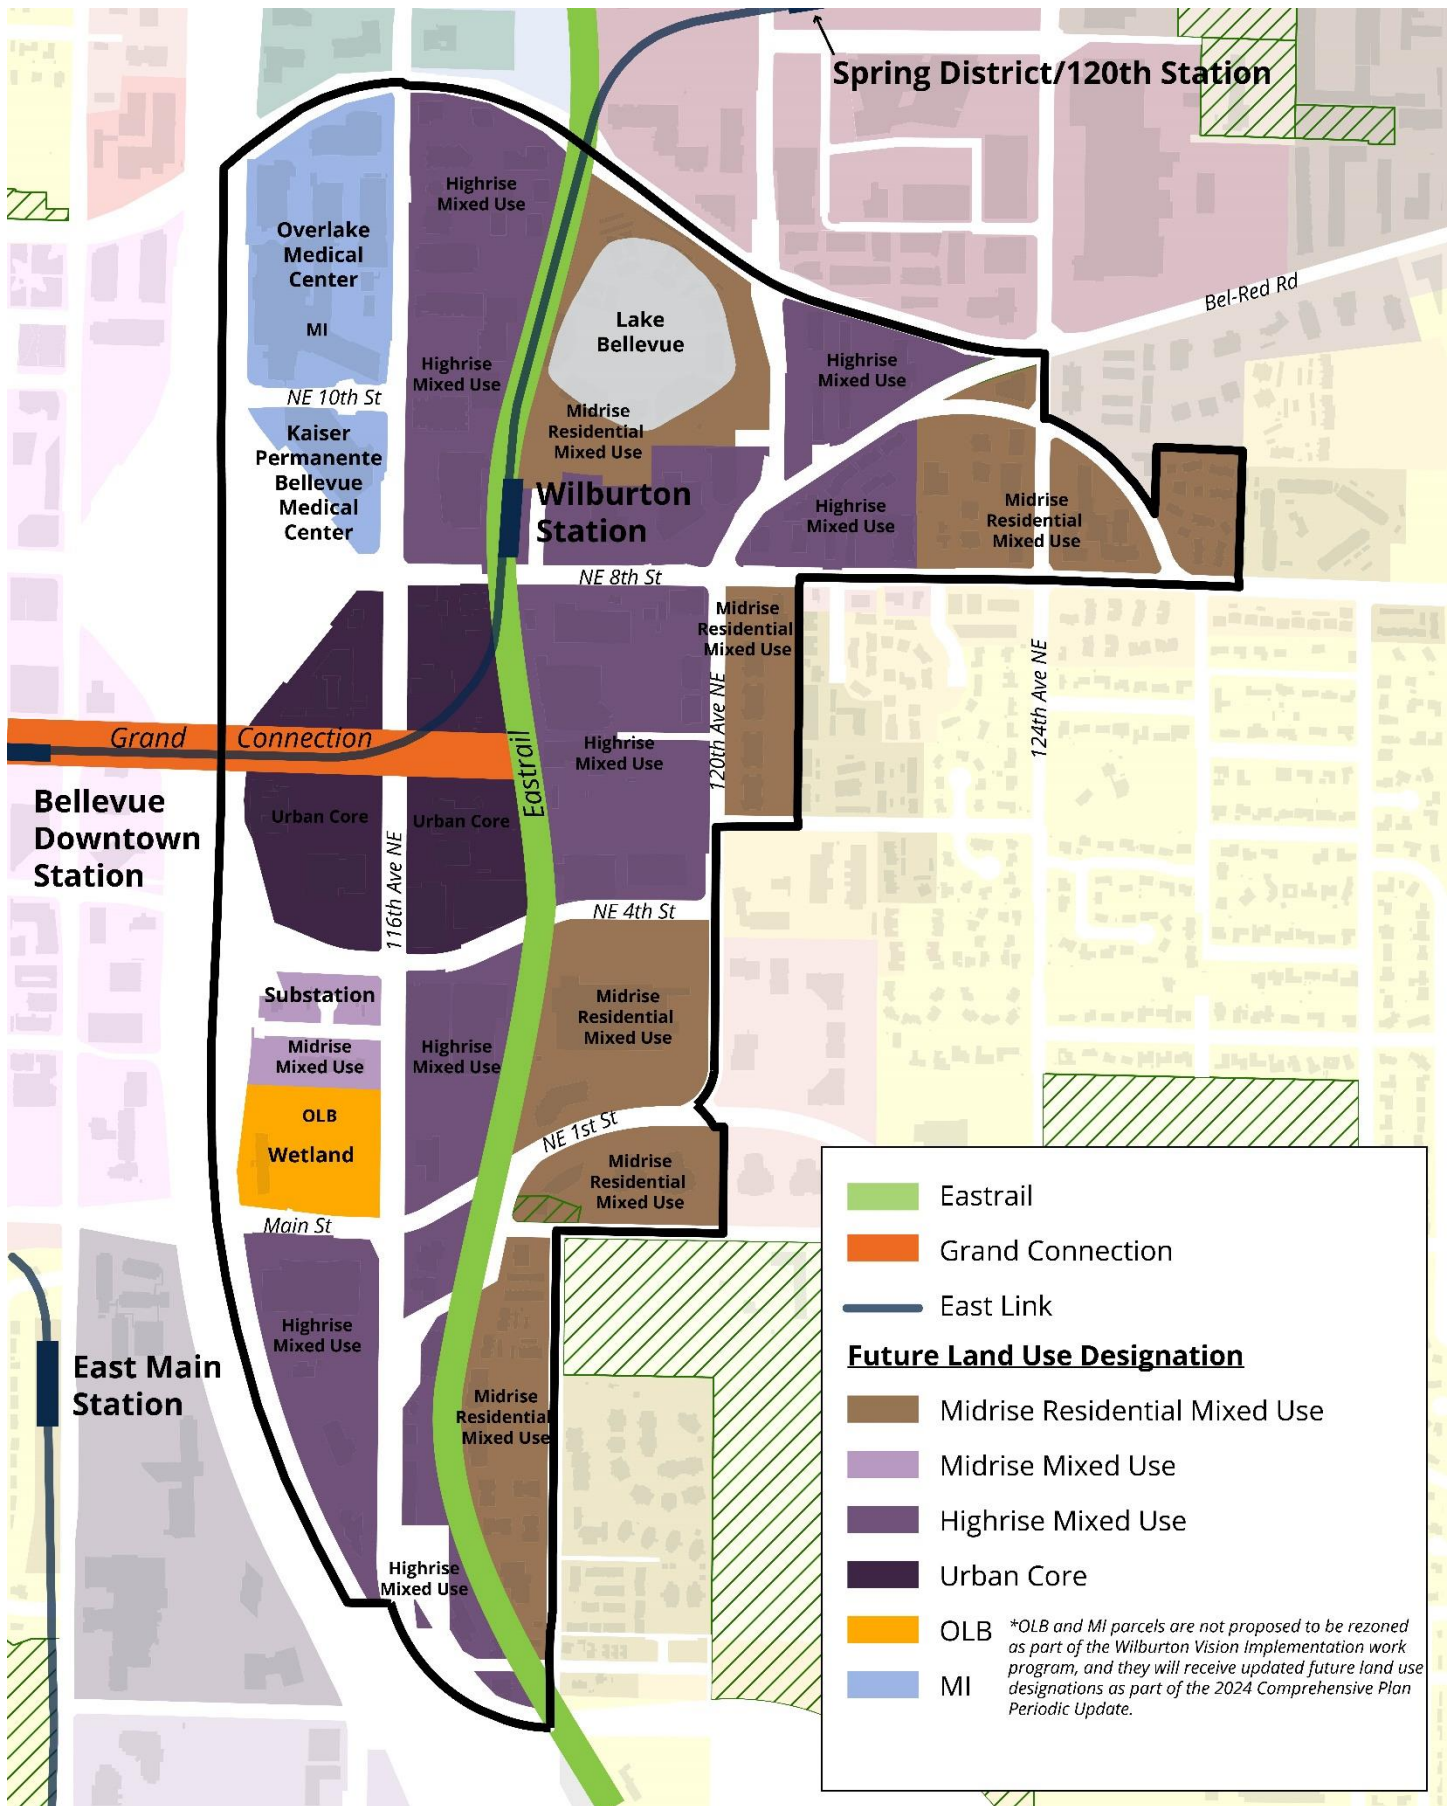 Spring District/120th Station
Highrise
Mixed Use
Overlake
Medical
Center
MI
Bel-Red Rd
Lake
Bellevue
Highrise
Mixed Use
Highrise
Mixed Use
NE 10th St
Midrise
Residential
Mixed Use
Kaiser
Permanente
Bellevue
Medical
Center
Wilburton
Station
Highrise
Mixed Use
Midrise
Residential
Mixed Use
NE 8th St
Midrise
Residential
Mixed Use
120th Ave NE
124th Ave NE
Grand Connection
Eastrail
Highrise
Mixed Use
Bellevue
Downtown
Station
Urban Core
Urban Core
116th Ave NE
NE 4th St
Substation
Midrise
Mixed Use
Highrise
Mixed Use
Midrise
Residential
Mixed Use
OLB
Wetland
NE 1st St
Midrise
Residential
Mixed Use
Main St
Highrise
Mixed Use
East Main
Station
Midrise
Residential
Mixed Use
Highrise
Mixed Use
Eastrail
Grand Connection
East Link
Future Land Use Designation
Midrise Residential Mixed Use
Midrise Mixed Use
Highrise Mixed Use
Urban Core
OLB
MI
*OLB and MI parcels are not proposed to be rezoned
as part of the Wilburton Vision Implementation work
program, and they will receive updated future land use
designations as part of the 2024 Comprehensive Plan
Periodic Update.